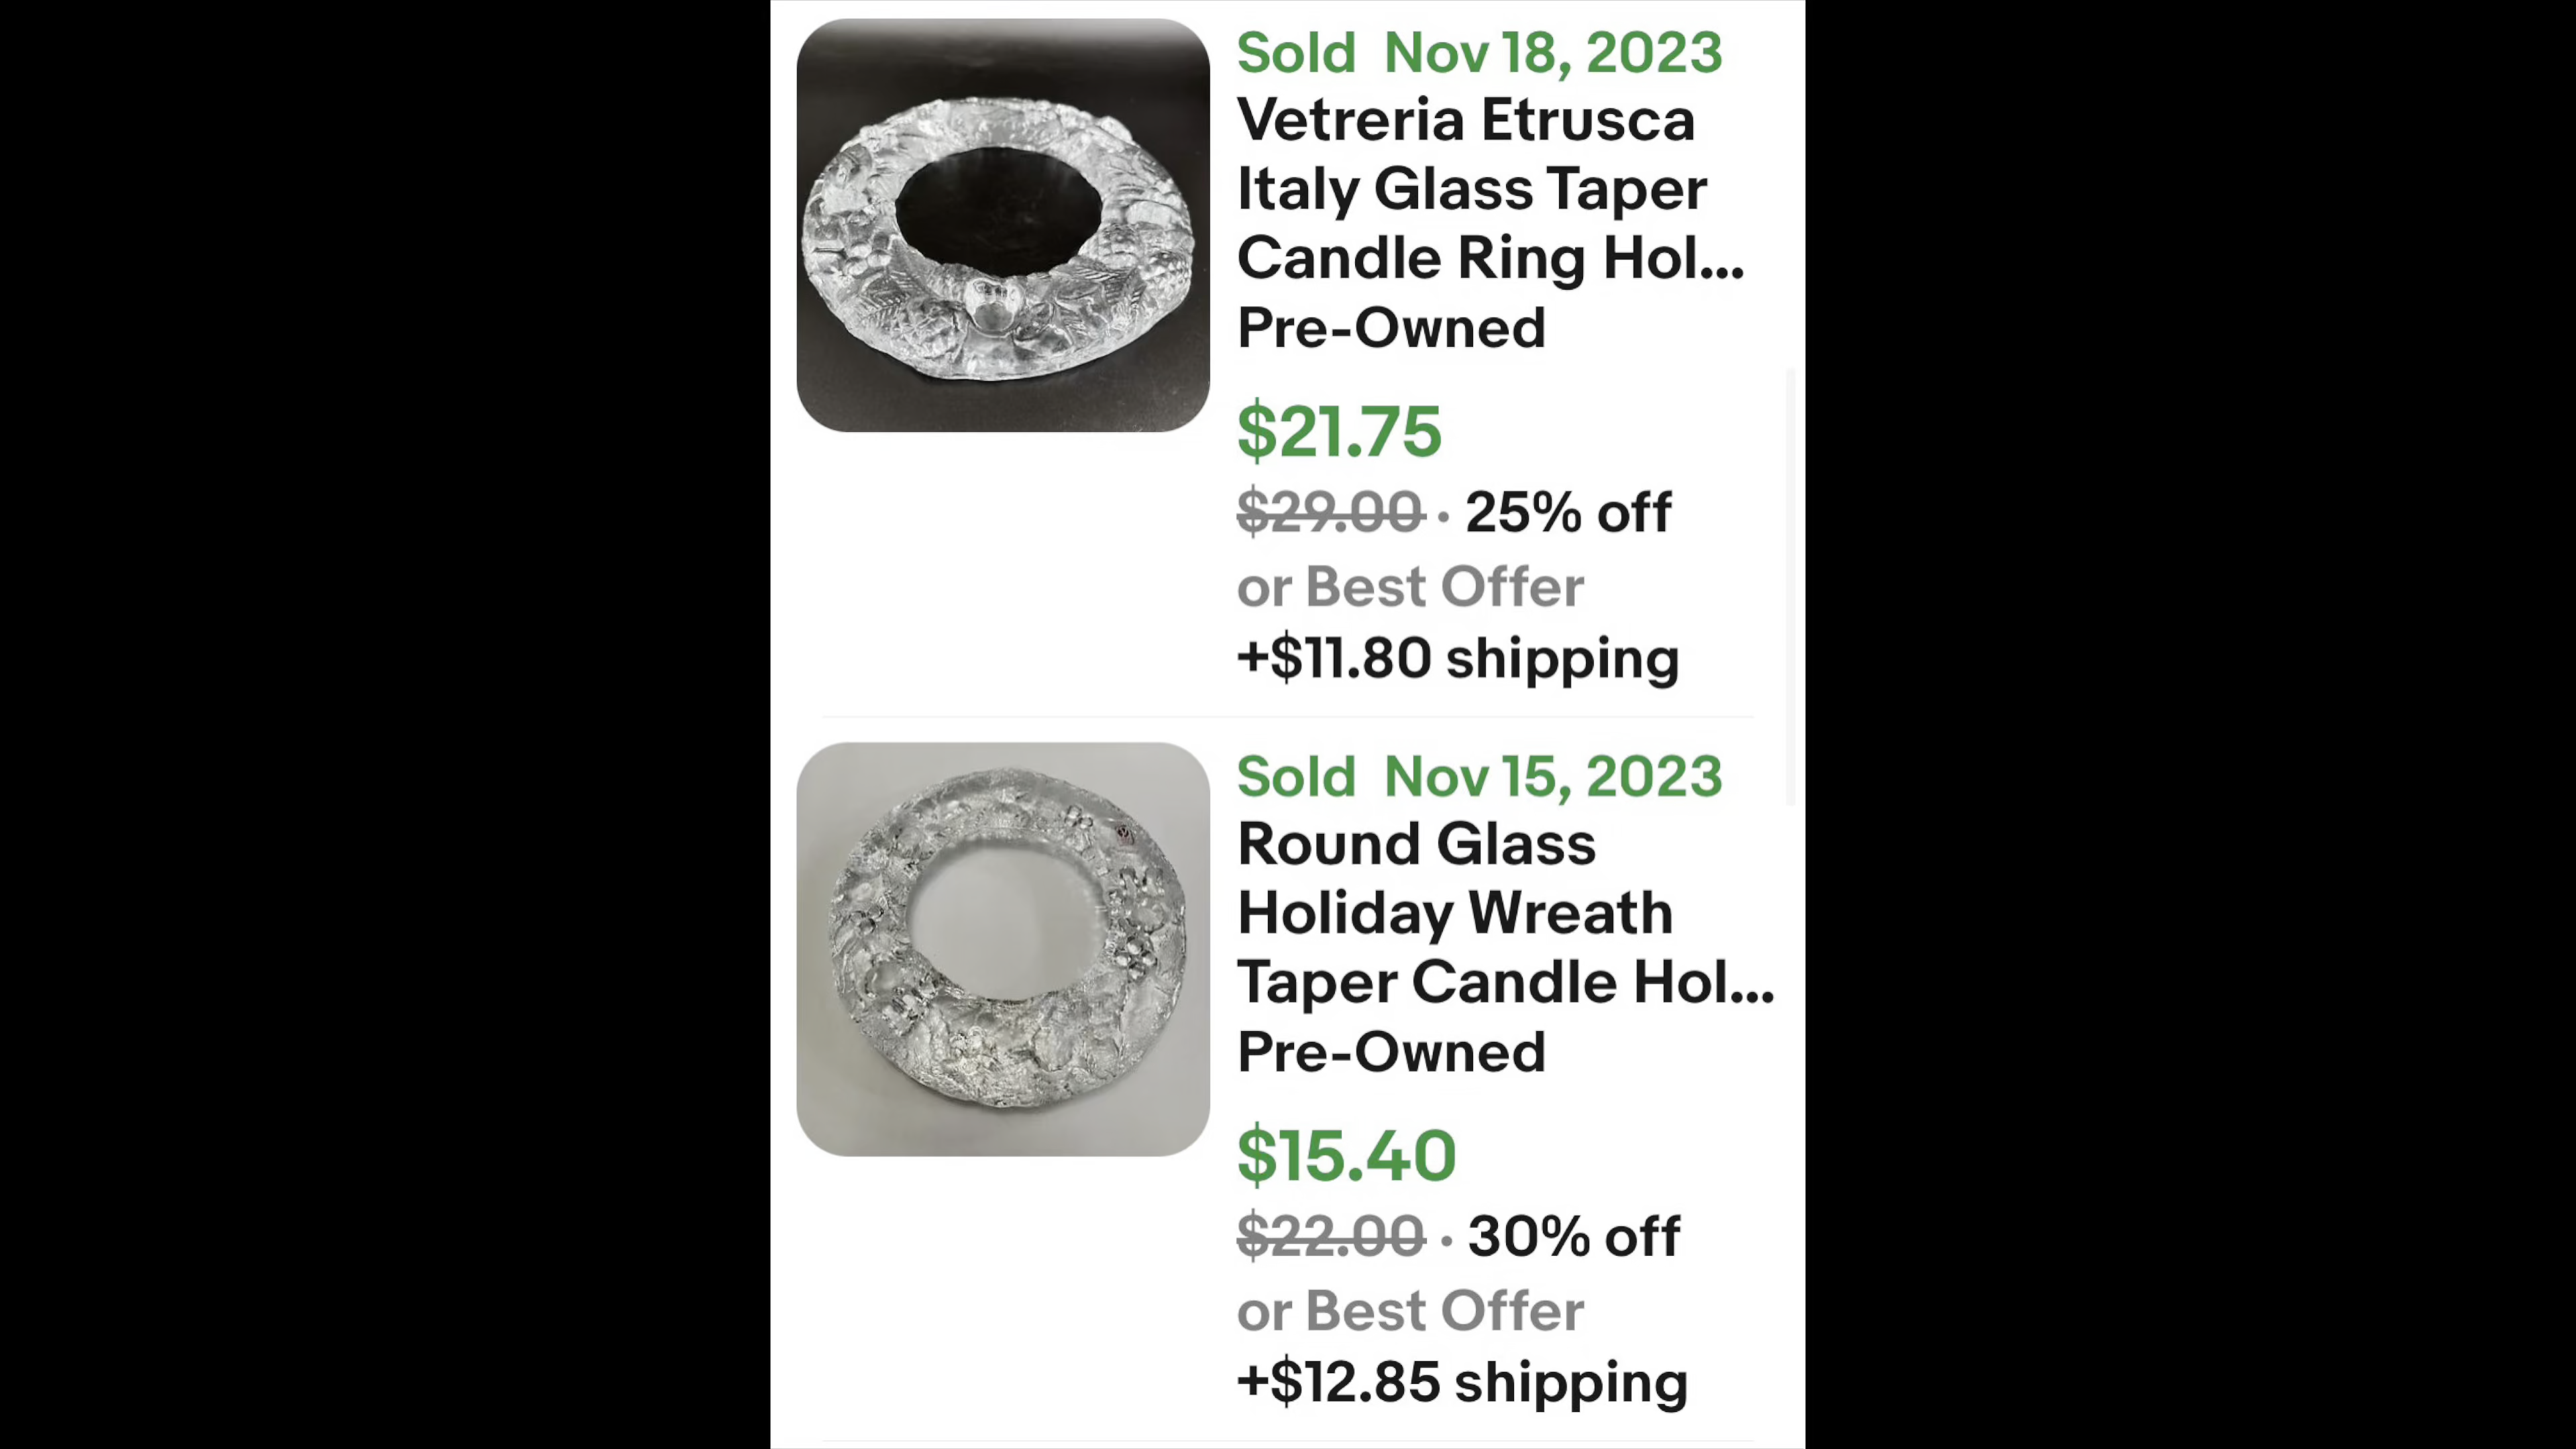 Sold Nov 18, 2023
Vetreria Etrusca
Italy Glass Taper
Candle Ring Hol...
Pre-Owned
$21.75
$29.00 · 25% off
or Best Offer
+$11.80 shipping
Sold Nov 15, 2023
Round Glass
Holiday Wreath
Taper Candle Hol...
Pre-Owned
$15.40
$22.00 · 30% off
or Best Offer
+$12.85 shipping